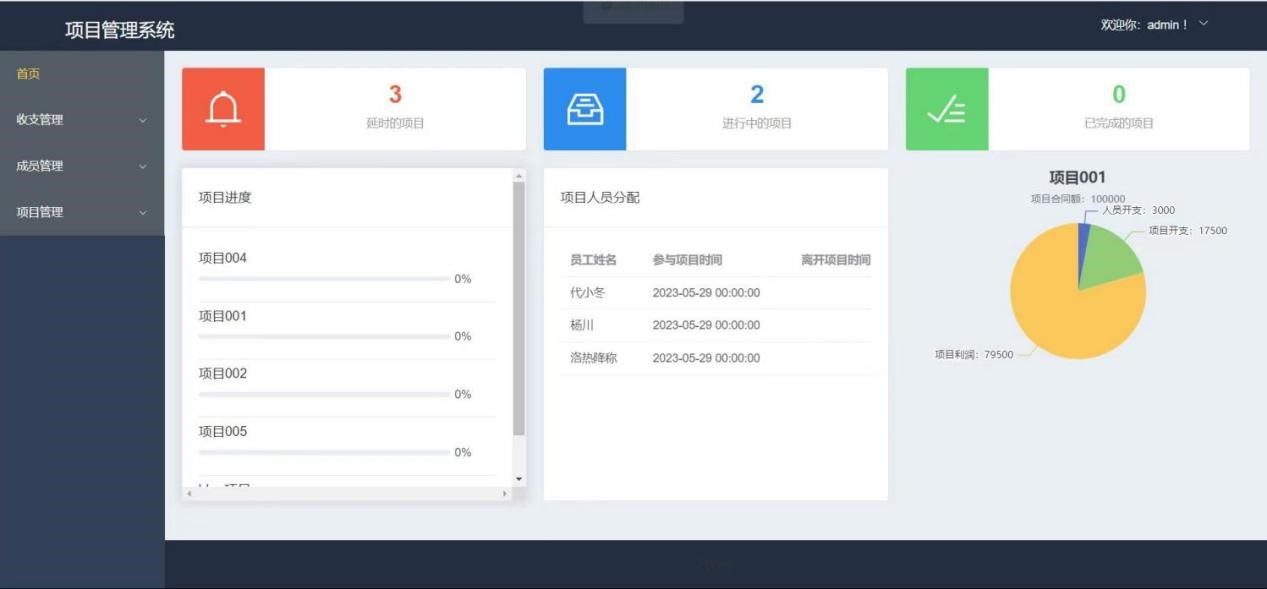 项目管理系统
欢迎你：admin！
首页
收支管理
成员管理
项目管理
3
延时的项目
2
进行中的项目
0
已完成的项目
项目进度
项目004
0%
项目001
0%
项目002
0%
项目005
0%
项目人员分配
员工姓名 参与项目时间 离开项目时间
代小冬 2023-05-29 00:00:00
杨川 2023-05-29 00:00:00
洛热降称 2023-05-29 00:00:00
项目001
项目合同额：100000
人员开支：3000
项目开支：17500
项目利润：79500